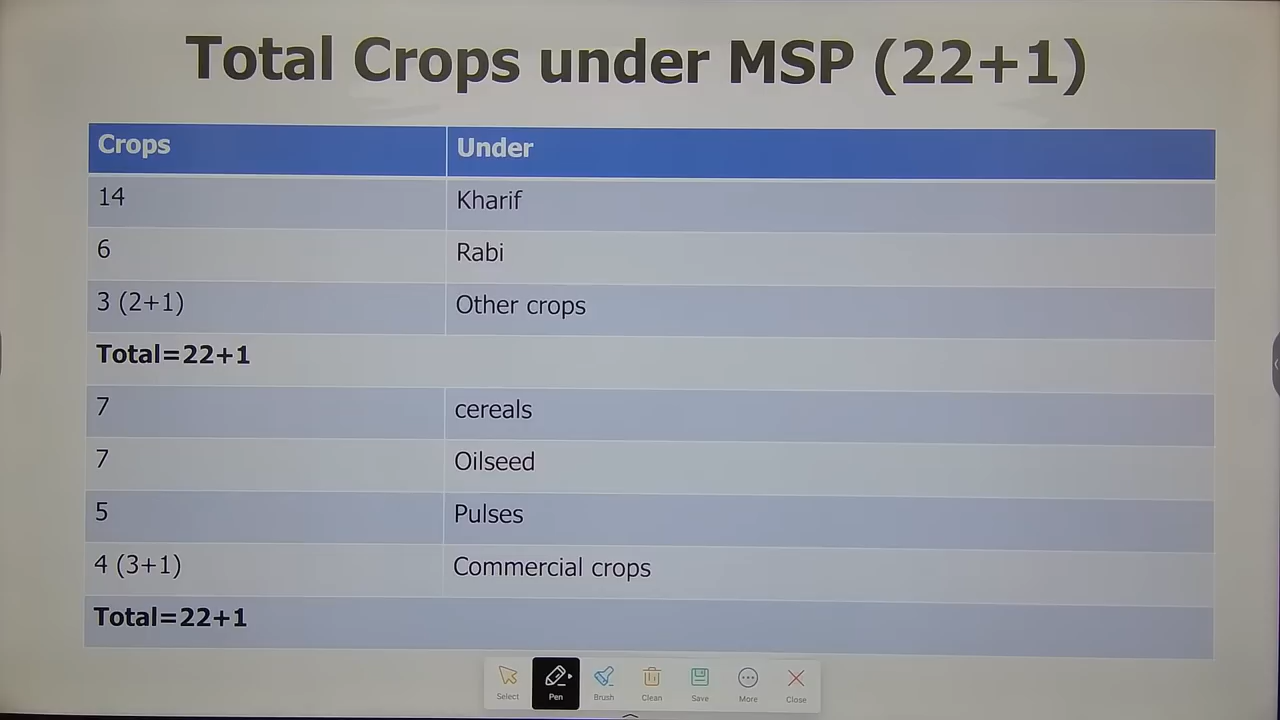 Total Crops under MSP (22+1)
Crops Under
14 Kharif
6 Rabi
3 (2+1) Other crops
Total=22+1
7 cereals
7 Oilseed
5 Pulses
4 (3+1) Commercial crops
Total=22+1
Select Pen Brush Clean Save More Close